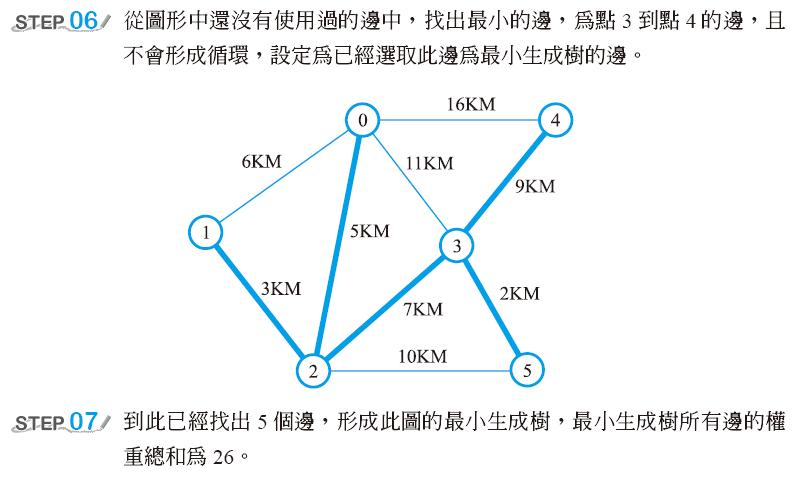 STEP 06 從圖形中還沒有使用過的邊中，找出最小的邊，為點 3 到點 4 的邊，且
不會形成循環，設定為已經選取此邊為最小生成樹的邊。
16KM
0
4
6KM
11KM
9KM
1
5KM
3
3KM
2KM
7KM
10KM
2
5
STEP 07 到此已經找出 5 個邊，形成此圖的最小生成樹，最小生成樹所有邊的權
重總和為 26。